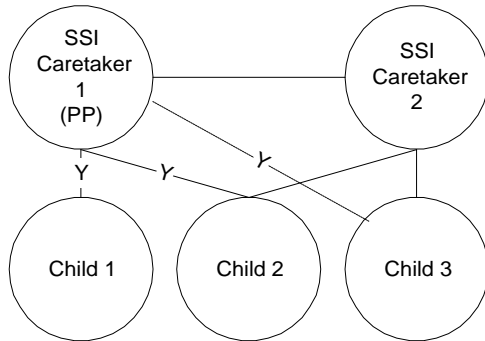 SSI
Caretaker
1
(PP)
SSI
Caretaker
2
Y
Y
Y
Child 1
Child 2
Child 3